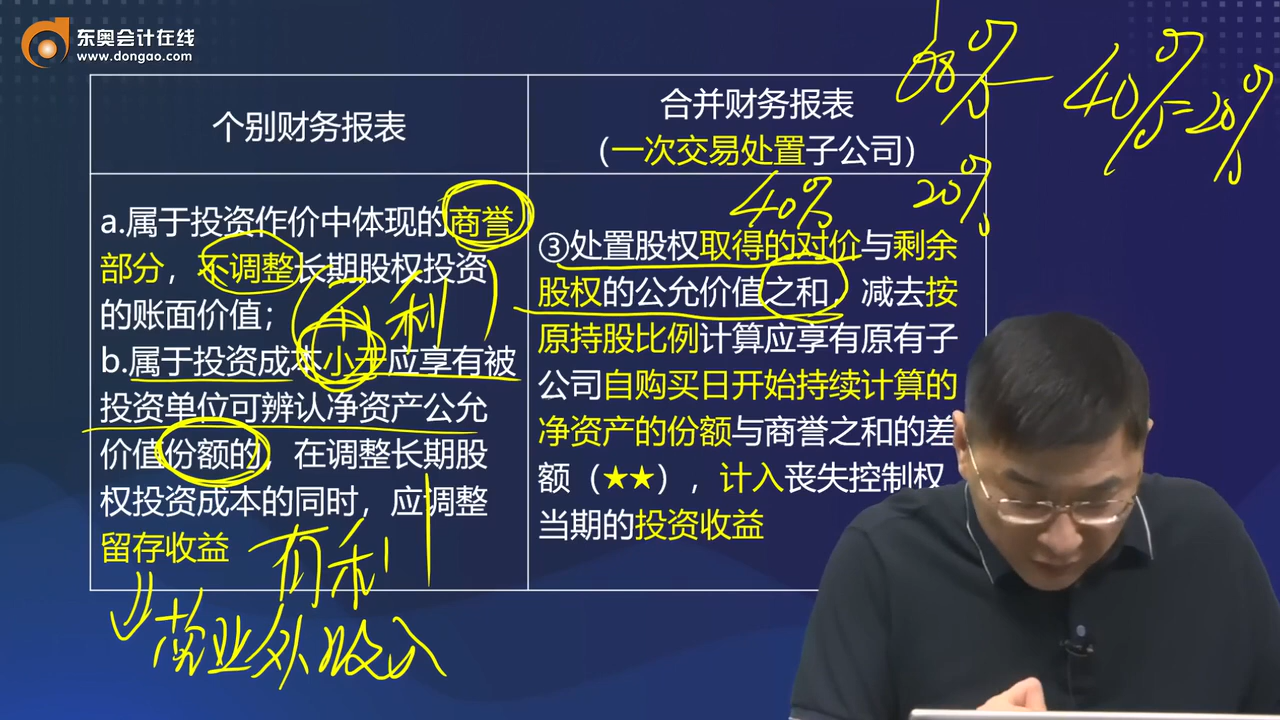 东奥会计在线
www.dongao.com
个别财务报表
合并财务报表
（一次交易处置子公司）
60%-40%=20%
a.属于投资作价中体现的商誉
部分，不调整长期股权投资
的账面价值；
b.属于投资成本小于应享有被
投资单位可辨认净资产公允
价值份额的，在调整长期股
权投资成本的同时，应调整
留存收益
不利
有利
营业外收入
40%
20%
③处置股权取得的对价与剩余
股权的公允价值之和，减去按
原持股比例计算应享有原有子
公司自购买日开始持续计算的
净资产的份额与商誉之和的差
额（★★），计入丧失控制权
当期的投资收益